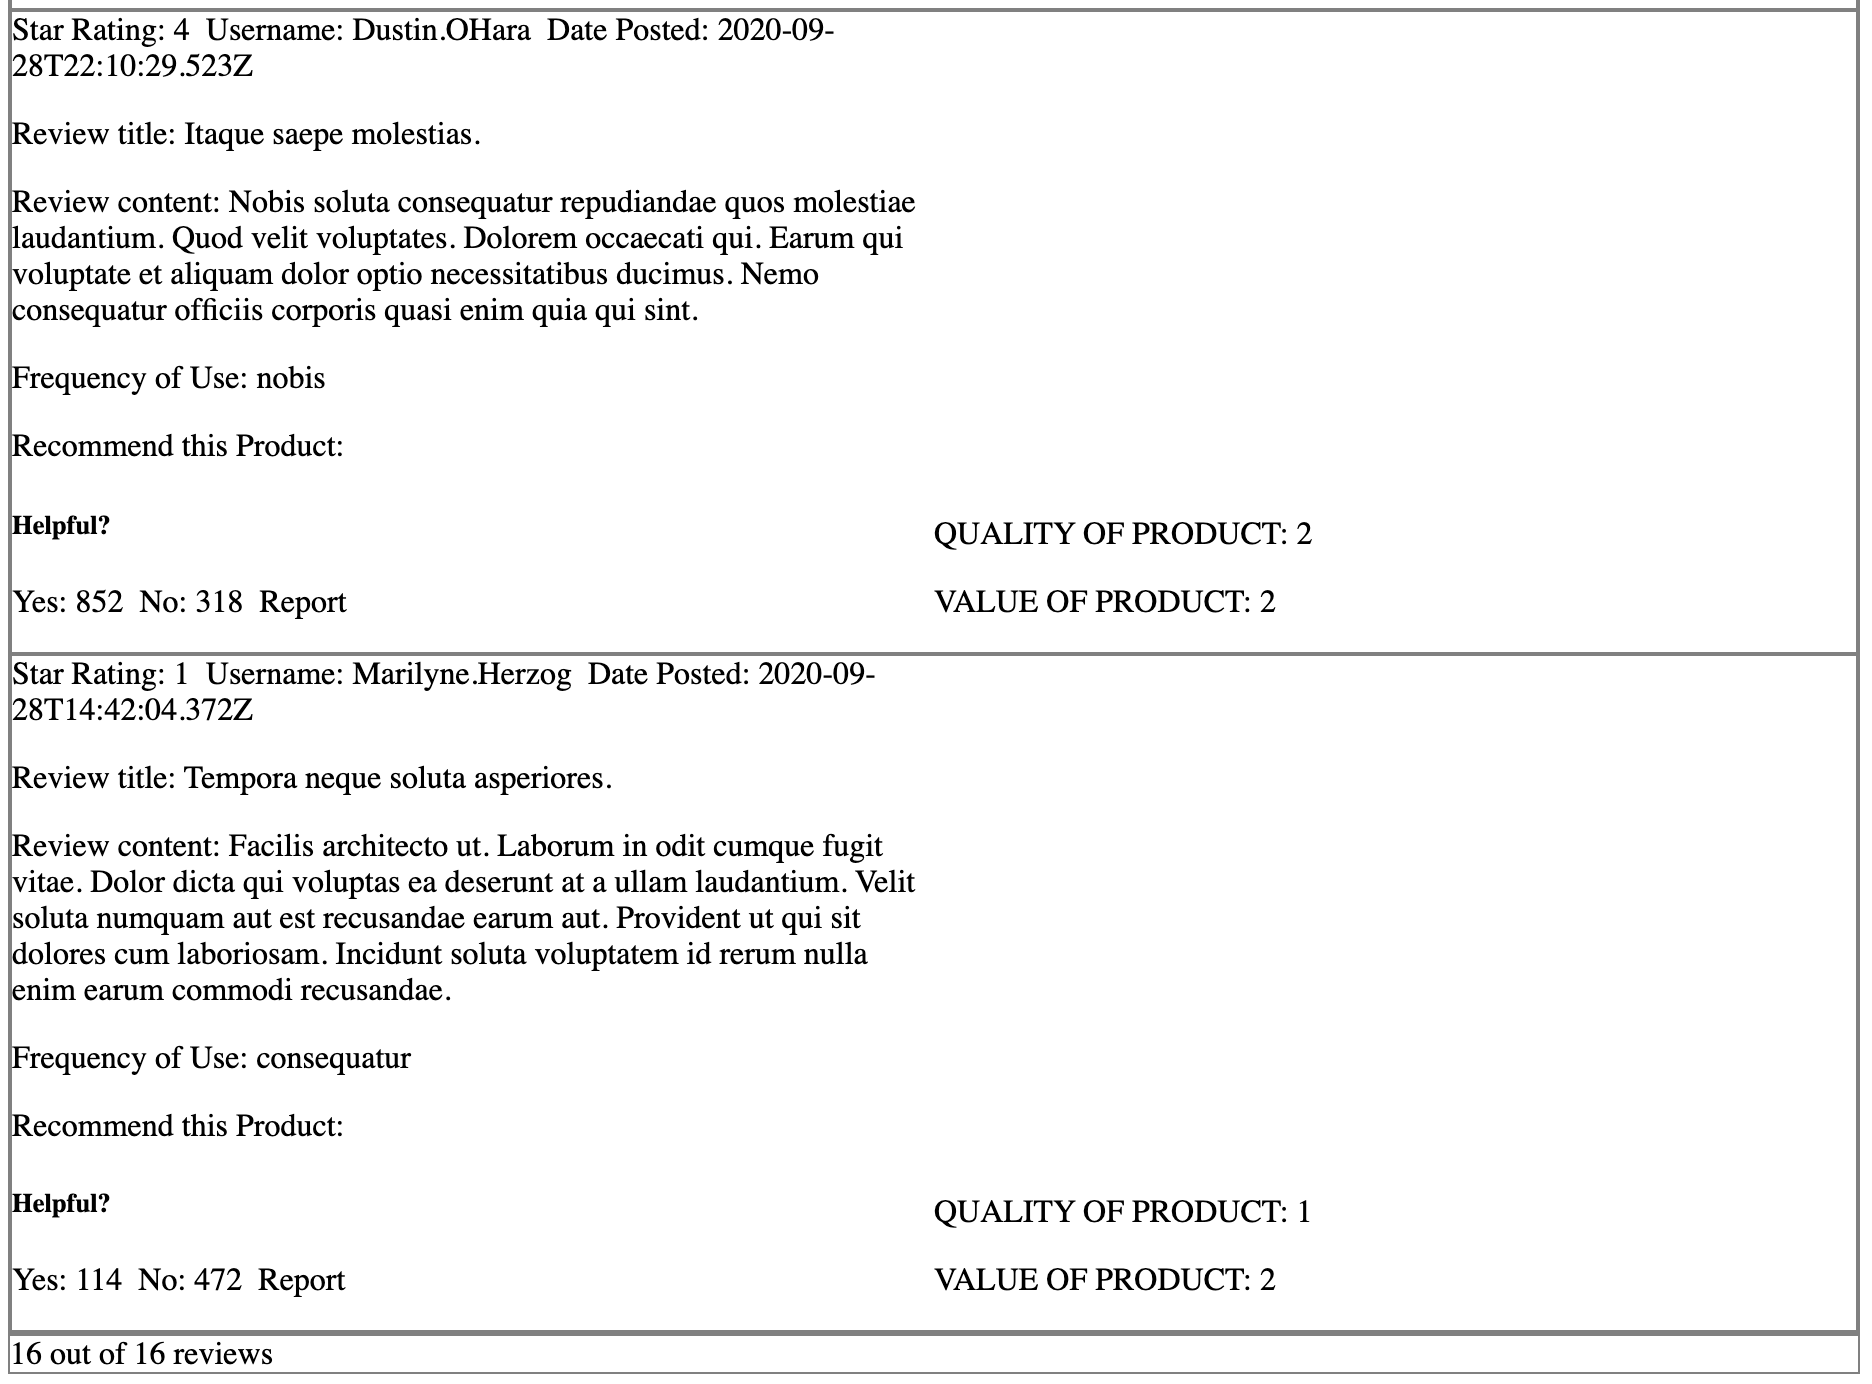 Star Rating: 4  Username: Dustin.OHara  Date Posted: 2020-09-
28T22:10:29.523Z
Review title: Itaque saepe molestias.
Review content: Nobis soluta consequatur repudiandae quos molestiae
laudantium. Quod velit voluptates. Dolorem occaecati qui. Earum qui
voluptate et aliquam dolor optio necessitatibus ducimus. Nemo
consequatur officiis corporis quasi enim quia qui sint.
Frequency of Use: nobis
Recommend this Product:
Helpful?
Yes: 852  No: 318  Report
QUALITY OF PRODUCT: 2
VALUE OF PRODUCT: 2
Star Rating: 1  Username: Marilyne.Herzog  Date Posted: 2020-09-
28T14:42:04.372Z
Review title: Tempora neque soluta asperiores.
Review content: Facilis architecto ut. Laborum in odit cumque fugit
vitae. Dolor dicta qui voluptas ea deserunt at a ullam laudantium. Velit
soluta numquam aut est recusandae earum aut. Provident ut qui sit
dolores cum laboriosam. Incidunt soluta voluptatem id rerum nulla
enim earum commodi recusandae.
Frequency of Use: consequatur
Recommend this Product:
Helpful?
Yes: 114  No: 472  Report
QUALITY OF PRODUCT: 1
VALUE OF PRODUCT: 2
16 out of 16 reviews